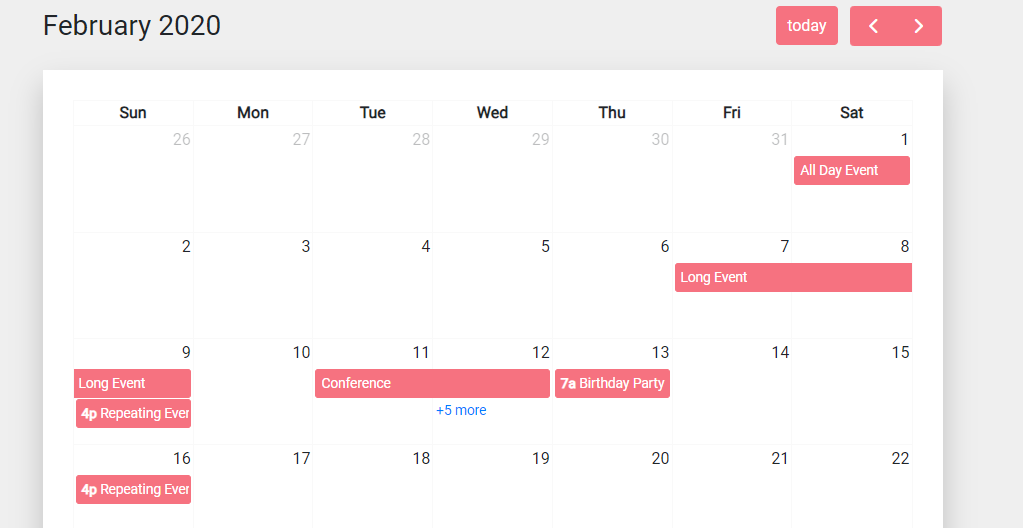 February 2020
today
Sun Mon Tue Wed Thu Fri Sat
26 27 28 29 30 31 1
All Day Event
2 3 4 5 6 7 8
Long Event
9 10 11 12 13 14 15
Long Event Conference 7a Birthday Party
4p Repeating Ever +5 more
16 17 18 19 20 21 22
4p Repeating Ever